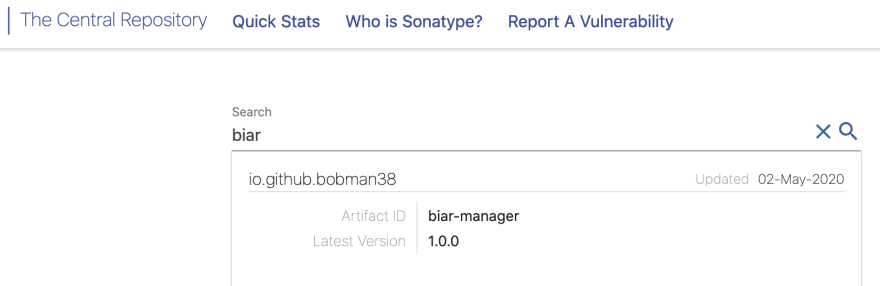 The Central Repository Quick Stats Who is Sonatype? Report A Vulnerability
Search
biar
io.github.bobman38 Updated 02-May-2020
Artifact ID biar-manager
Latest Version 1.0.0